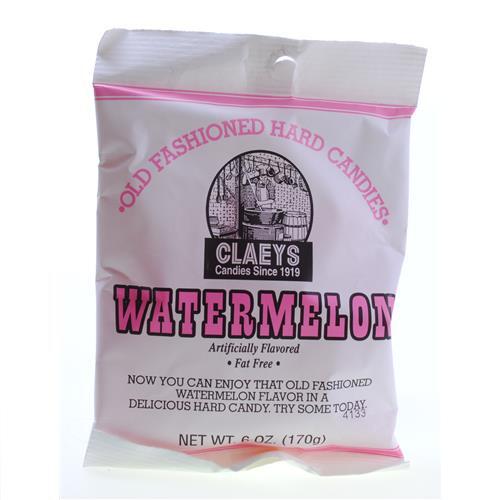 •OLD FASHIONED HARD CANDIES•
CLAEYS
Candies Since 1919
WATERMELON
Artificially Flavored
• Fat Free •
NOW YOU CAN ENJOY THAT OLD FASHIONED
WATERMELON FLAVOR IN A
DELICIOUS HARD CANDY. TRY SOME TODAY.
4133
NET WT. 6 OZ. (170g)